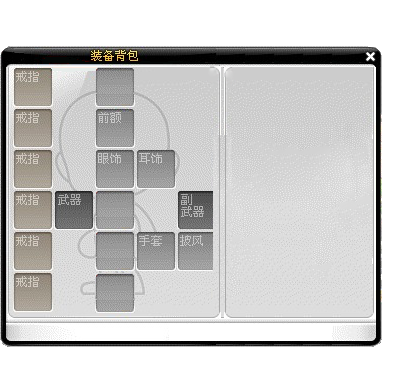 装备背包
戒指
戒指 前额
戒指 眼饰 耳饰
戒指 武器 副
武器
戒指 手套 披风
戒指